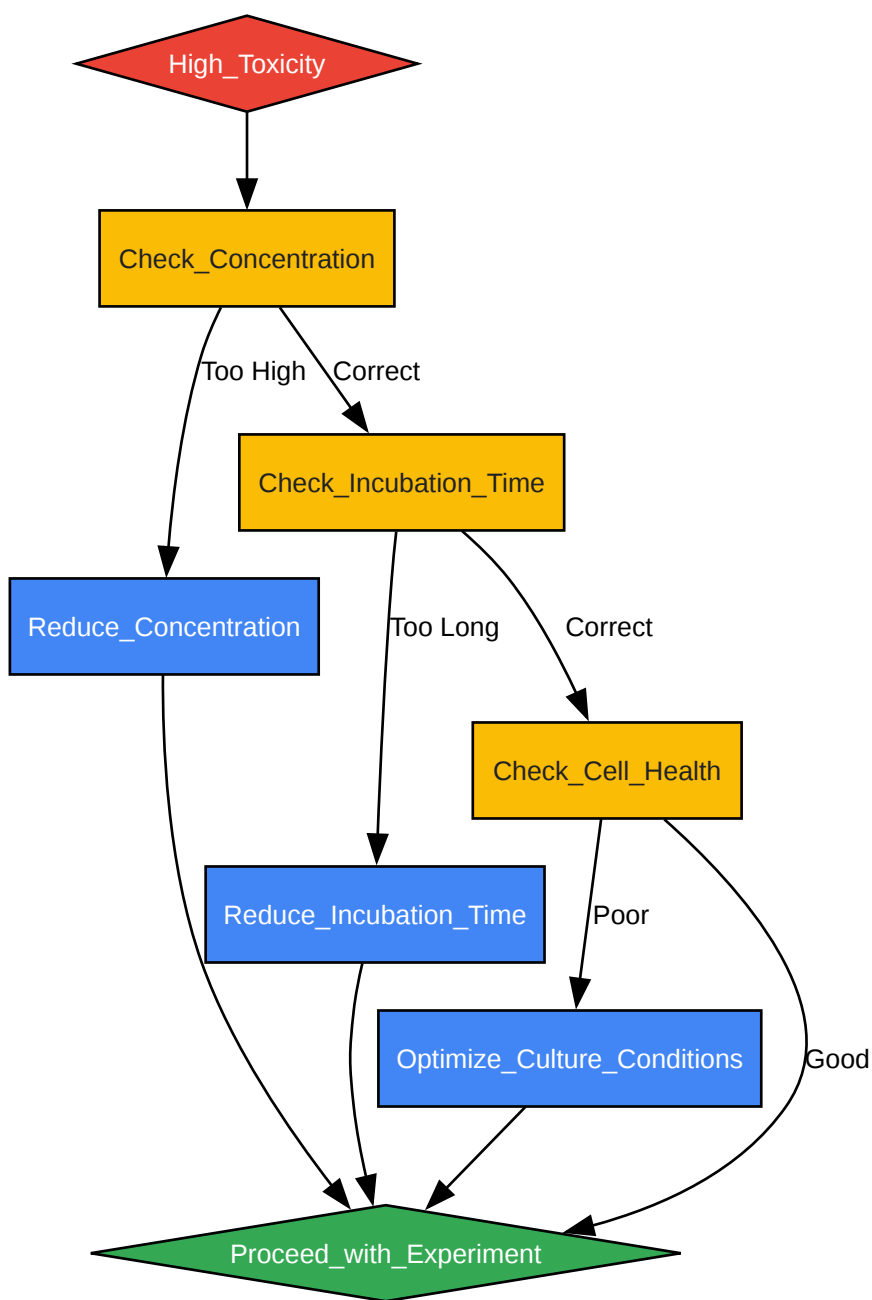 High_Toxicity
Check_Concentration
Too High
Correct
Check_Incubation_Time
Reduce_Concentration
Too Long
Correct
Check_Cell_Health
Reduce_Incubation_Time
Poor
Optimize_Culture_Conditions
Good
Proceed_with_Experiment